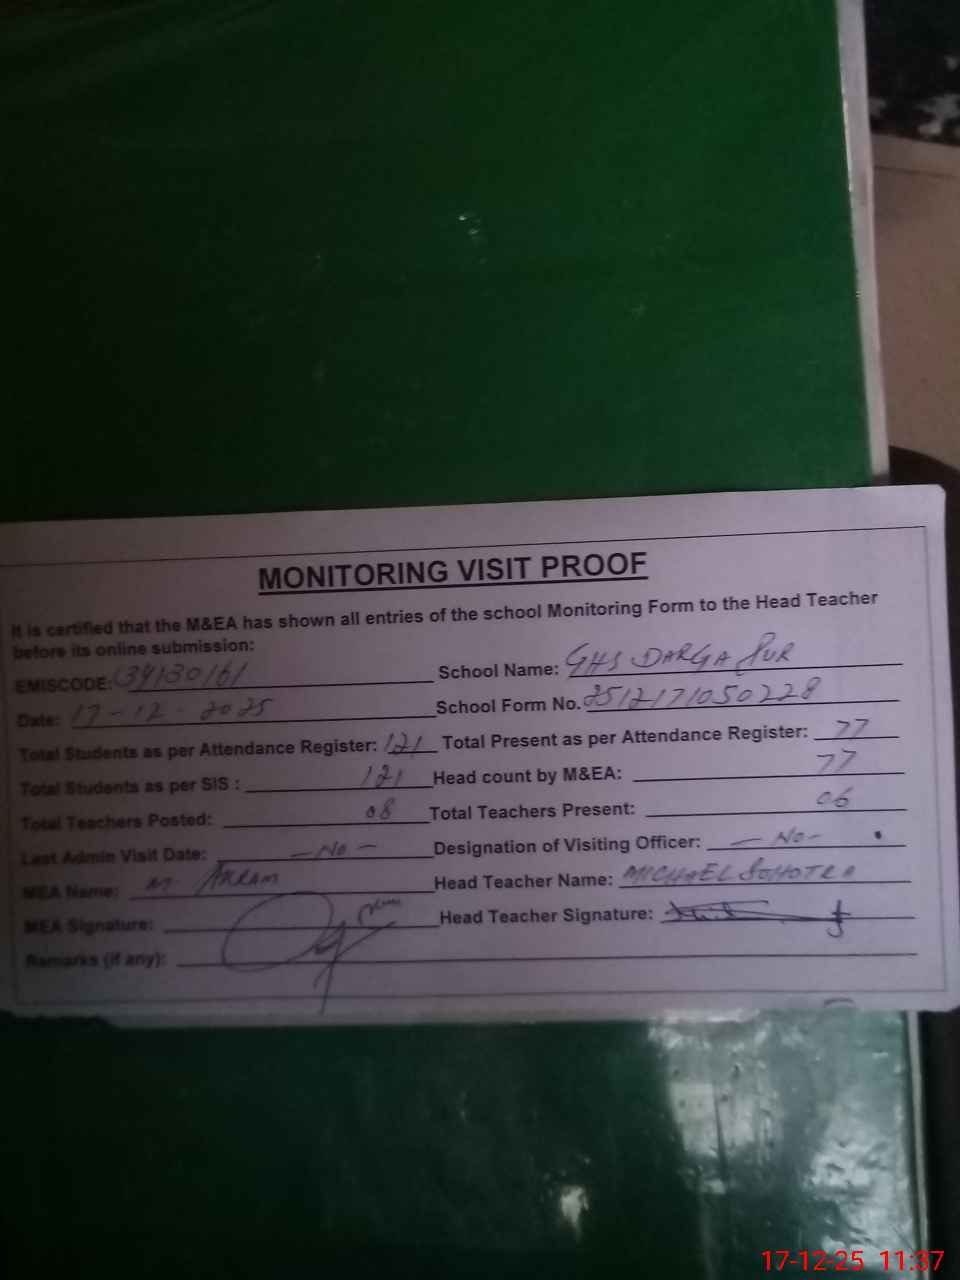 MONITORING VISIT PROOF
It is certified that the M&EA has shown all entries of the school Monitoring Form to the Head Teacher
before its online submission:
EMISCODE: 34130161 School Name: GHS DARGA PUR
Date: 17-12-2025 School Form No. 2512171050228
Total Students as per Attendance Register: 121 Total Present as per Attendance Register: 77
Total Students as per SIS : 121 Head count by M&EA: 77
Total Teachers Posted: 08 Total Teachers Present: 06
Last Admin Visit Date: - No - Designation of Visiting Officer: - No -
MEA Name: M. AKRAM Head Teacher Name: MICHAEL SOHOTRA
MEA Signature: Head Teacher Signature:
Remarks (if any):
17-12-25 11:37